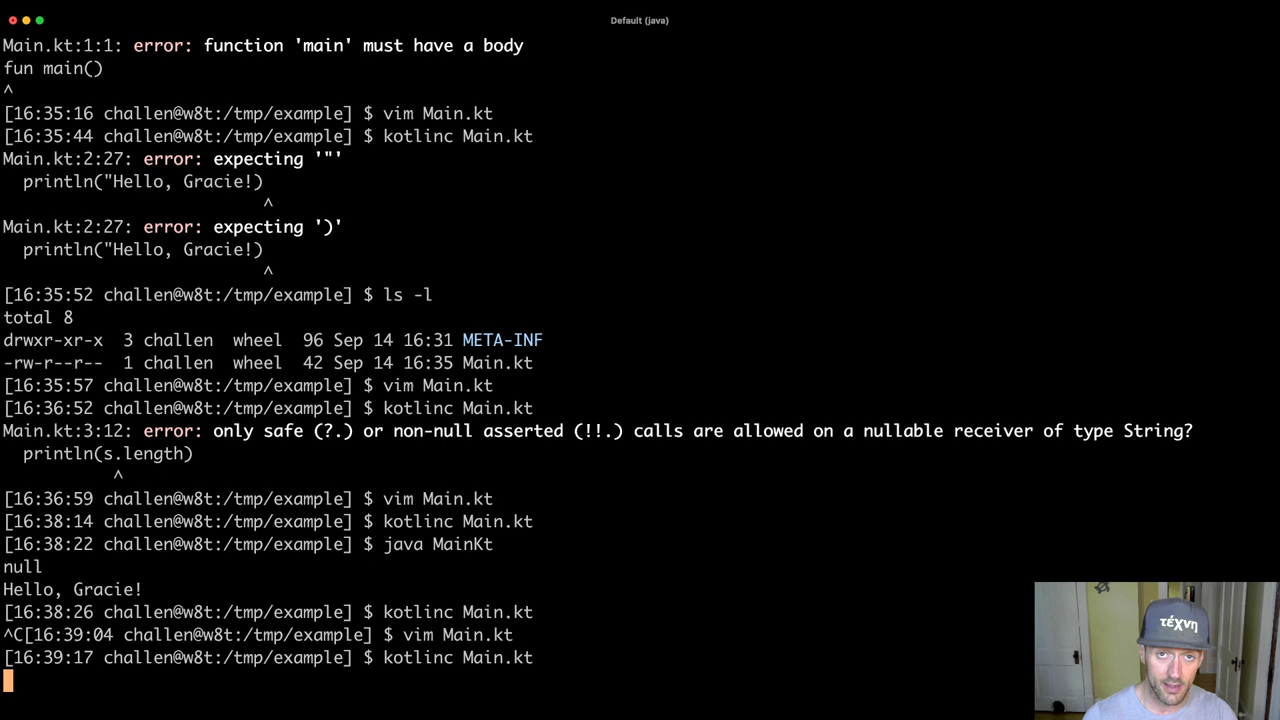 Default (java)
Main.kt:1:1: error: function 'main' must have a body
fun main()
^
[16:35:16 challen@w8t:/tmp/example] $ vim Main.kt
[16:35:44 challen@w8t:/tmp/example] $ kotlinc Main.kt
Main.kt:2:27: error: expecting '"'
  println("Hello, Gracie!)
                          ^
Main.kt:2:27: error: expecting ')'
  println("Hello, Gracie!)
                          ^
[16:35:52 challen@w8t:/tmp/example] $ ls -l
total 8
drwxr-xr-x  3 challen  wheel  96 Sep 14 16:31 META-INF
-rw-r--r--  1 challen  wheel  42 Sep 14 16:35 Main.kt
[16:35:57 challen@w8t:/tmp/example] $ vim Main.kt
[16:36:52 challen@w8t:/tmp/example] $ kotlinc Main.kt
Main.kt:3:12: error: only safe (?.) or non-null asserted (!!.) calls are allowed on a nullable receiver of type String?
  println(s.length)
           ^
[16:36:59 challen@w8t:/tmp/example] $ vim Main.kt
[16:38:14 challen@w8t:/tmp/example] $ kotlinc Main.kt
[16:38:22 challen@w8t:/tmp/example] $ java MainKt
null
Hello, Gracie!
[16:38:26 challen@w8t:/tmp/example] $ kotlinc Main.kt
^C[16:39:04 challen@w8t:/tmp/example] $ vim Main.kt
[16:39:17 challen@w8t:/tmp/example] $ kotlinc Main.kt
τέχνη